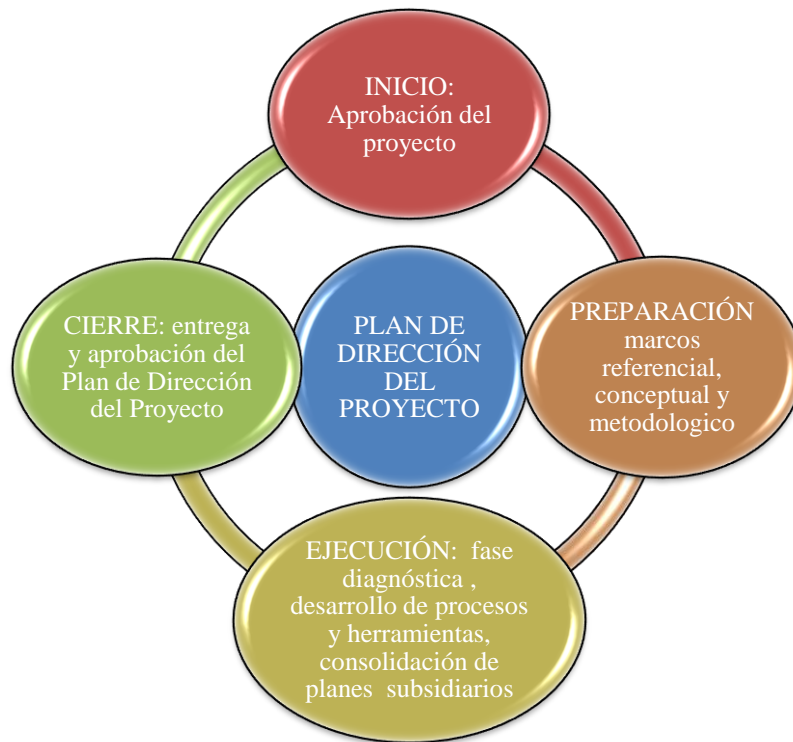 INICIO:
Aprobación del
proyecto
PREPARACIÓN
marcos
referencial,
conceptual y
metodologico
EJECUCIÓN:  fase
diagnóstica ,
desarrollo de procesos
y herramientas,
consolidación de
planes  subsidiarios
CIERRE: entrega
y aprobación del
Plan de Dirección
del Proyecto
PLAN DE
DIRECCIÓN
DEL
PROYECTO